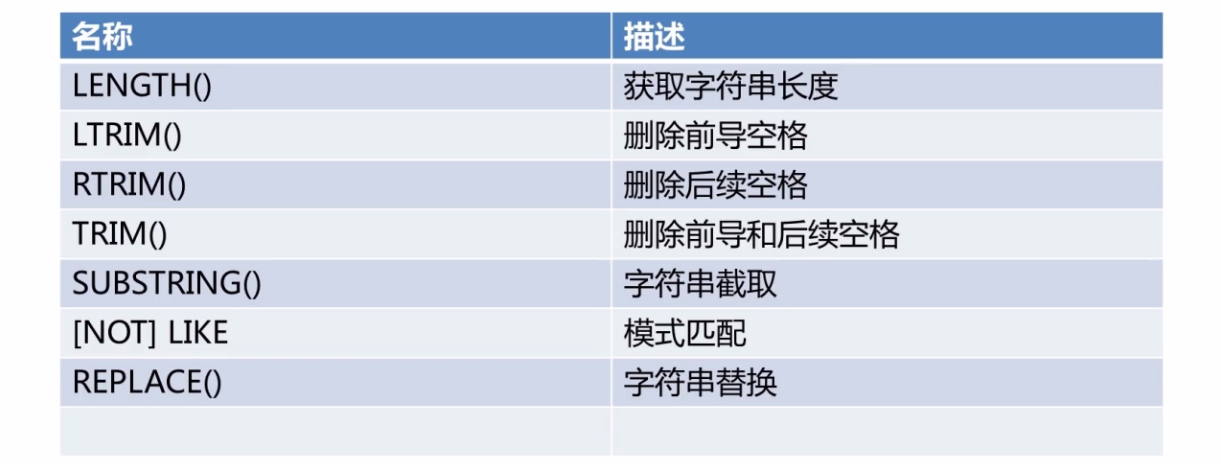 名称 描述
LENGTH() 获取字符串长度
LTRIM() 删除前导空格
RTRIM() 删除后续空格
TRIM() 删除前导和后续空格
SUBSTRING() 字符串截取
[NOT] LIKE 模式匹配
REPLACE() 字符串替换